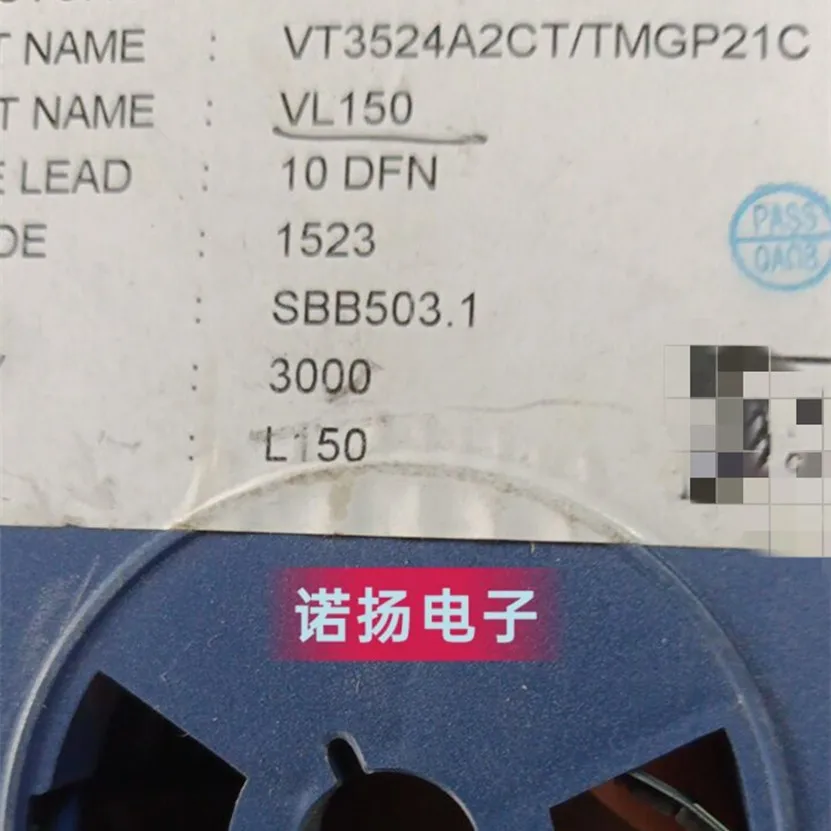 T NAME : VT3524A2CT/TMGP21C
T NAME : VL150
E LEAD : 10 DFN
DE : 1523
: SBB503.1
: 3000
: L150
PASS
诺扬电子